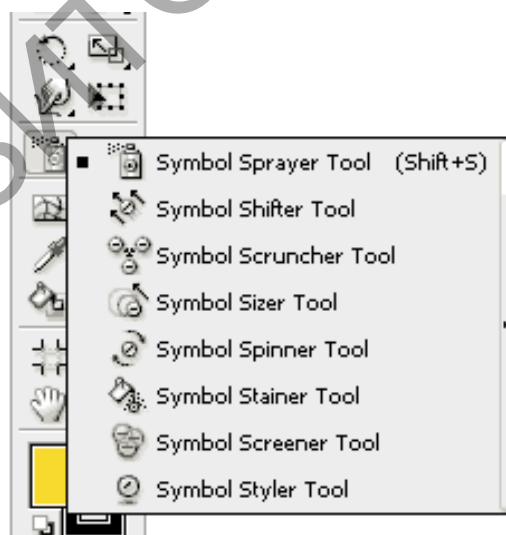 Symbol Sprayer Tool (Shift+S)
Symbol Shifter Tool
Symbol Scruncher Tool
Symbol Sizer Tool
Symbol Spinner Tool
Symbol Stainer Tool
Symbol Screener Tool
Symbol Styler Tool